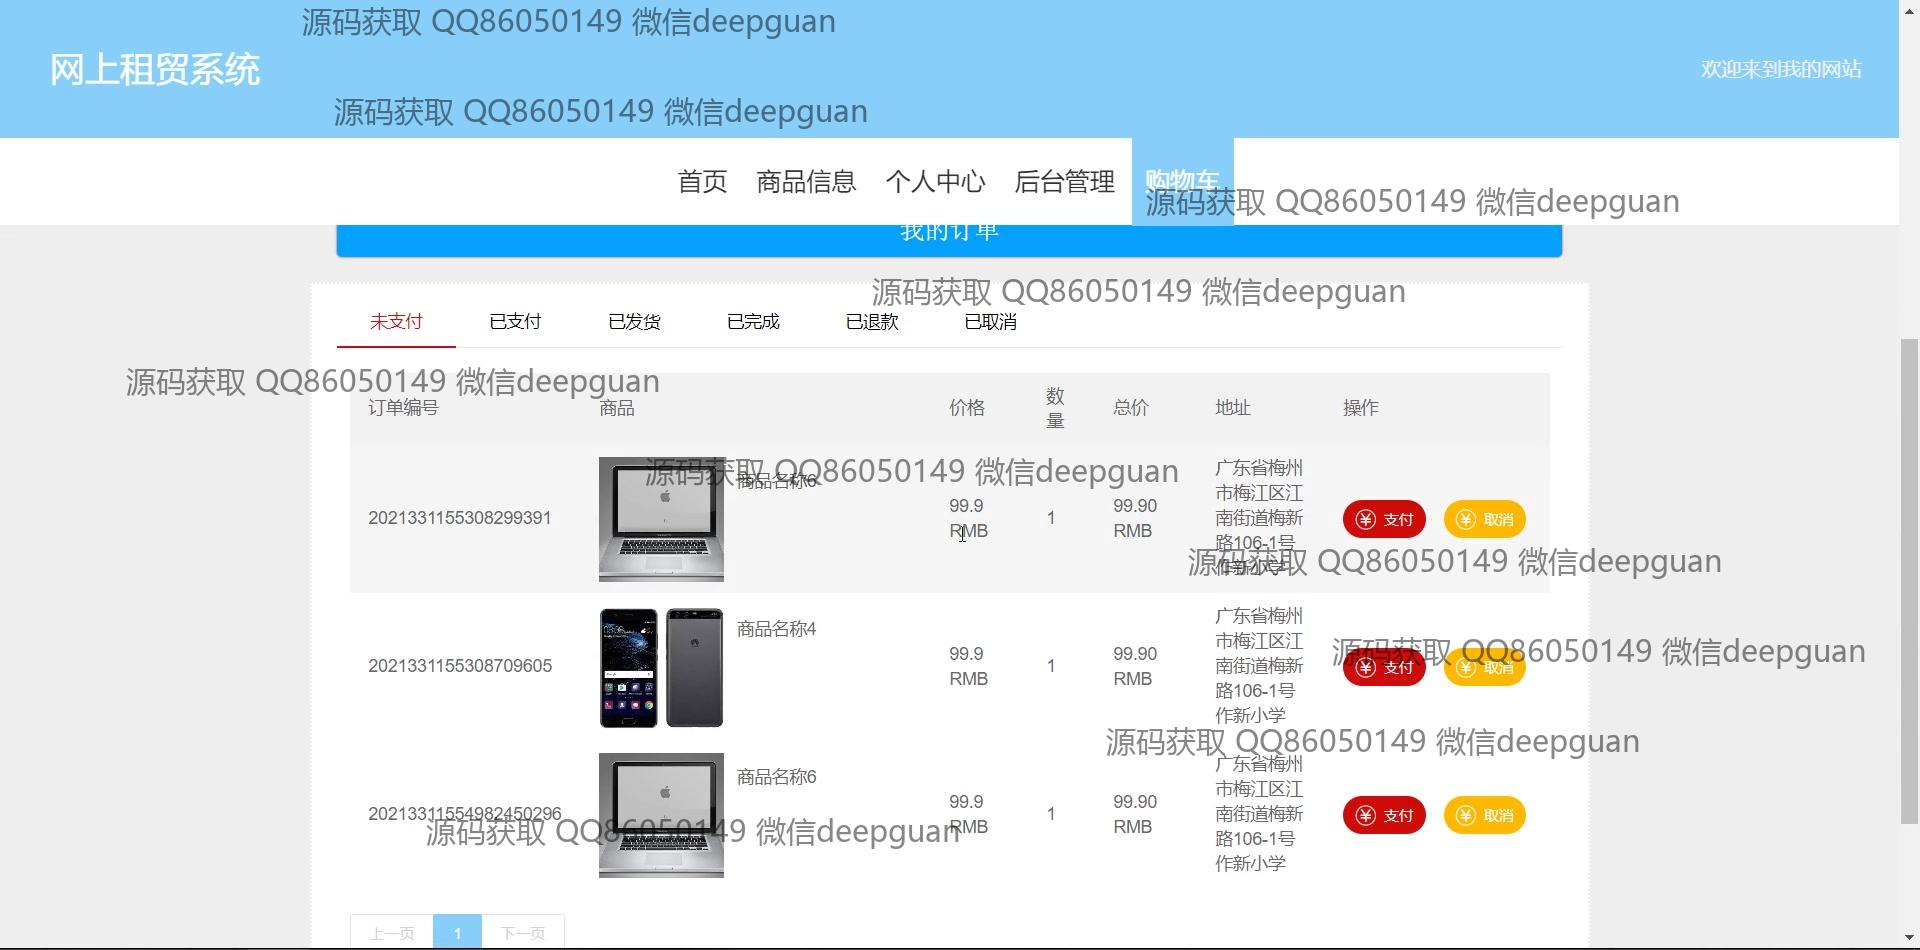 源码获取 QQ86050149 微信deepguan
网上租贸系统
欢迎来到我的网站
源码获取 QQ86050149 微信deepguan
首页 商品信息 个人中心 后台管理 购物车
源码获取 QQ86050149 微信deepguan
我的订单
源码获取 QQ86050149 微信deepguan
未支付 已支付 已发货 已完成 已退款 已取消
源码获取 QQ86050149 微信deepguan
订单编号 商品 价格 数量 总价 地址 操作
源码获取 QQ86050149 微信deepguan
2021331155308299391
商品名称6
99.9
RMB
1
99.90
RMB
广东省梅州
市梅江区江
南街道梅新
路106-1号
作新小学
支付 取消
源码获取 QQ86050149 微信deepguan
2021331155308709605
商品名称4
99.9
RMB
1
99.90
RMB
广东省梅州
市梅江区江
南街道梅新
路106-1号
作新小学
支付 取消
源码获取 QQ86050149 微信deepguan
源码获取 QQ86050149 微信deepguan
20213311554982450296
商品名称6
99.9
RMB
1
99.90
RMB
广东省梅州
市梅江区江
南街道梅新
路106-1号
作新小学
支付 取消
源码获取 QQ86050149 微信deepguan
上一页 1 下一页